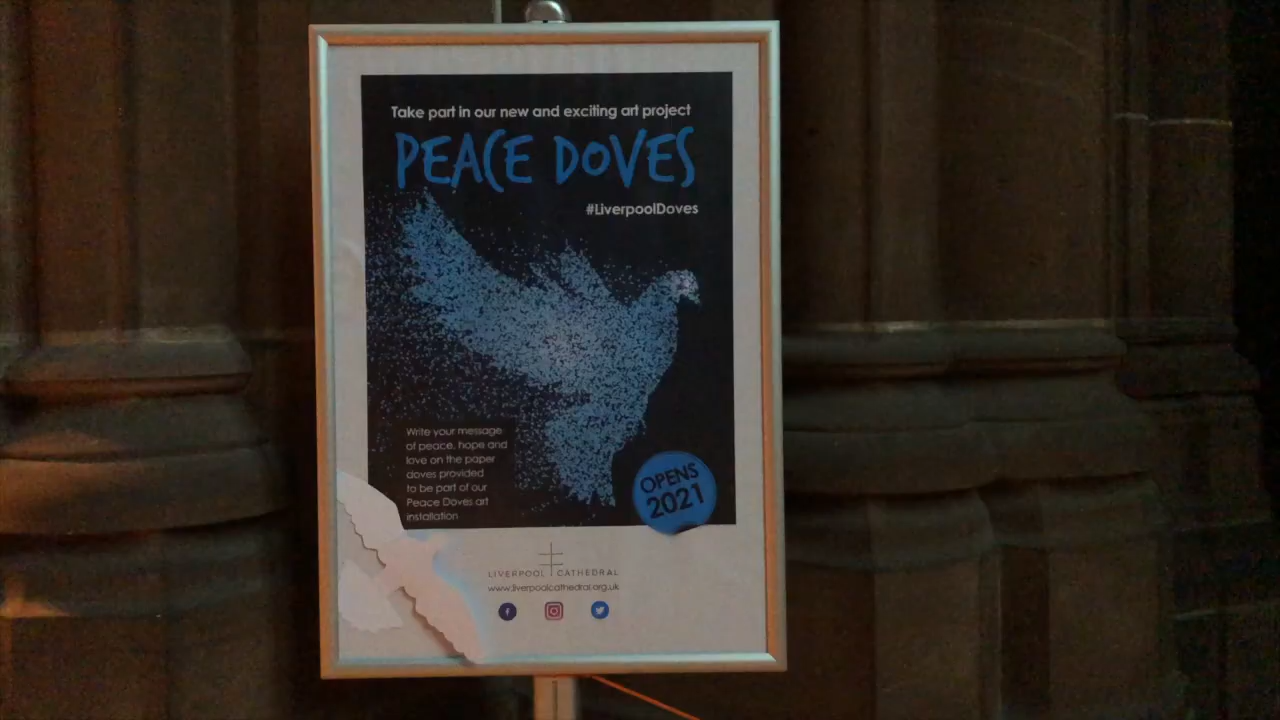 Take part in our new and exciting art project
PEACE DOVES
#LiverpoolDoves
Write your message
of peace, hope and
love on the paper
doves provided
to be part of our
Peace Doves art
installation
OPENS
2021
LIVERPOOL CATHEDRAL
www.liverpoolcathedral.org.uk